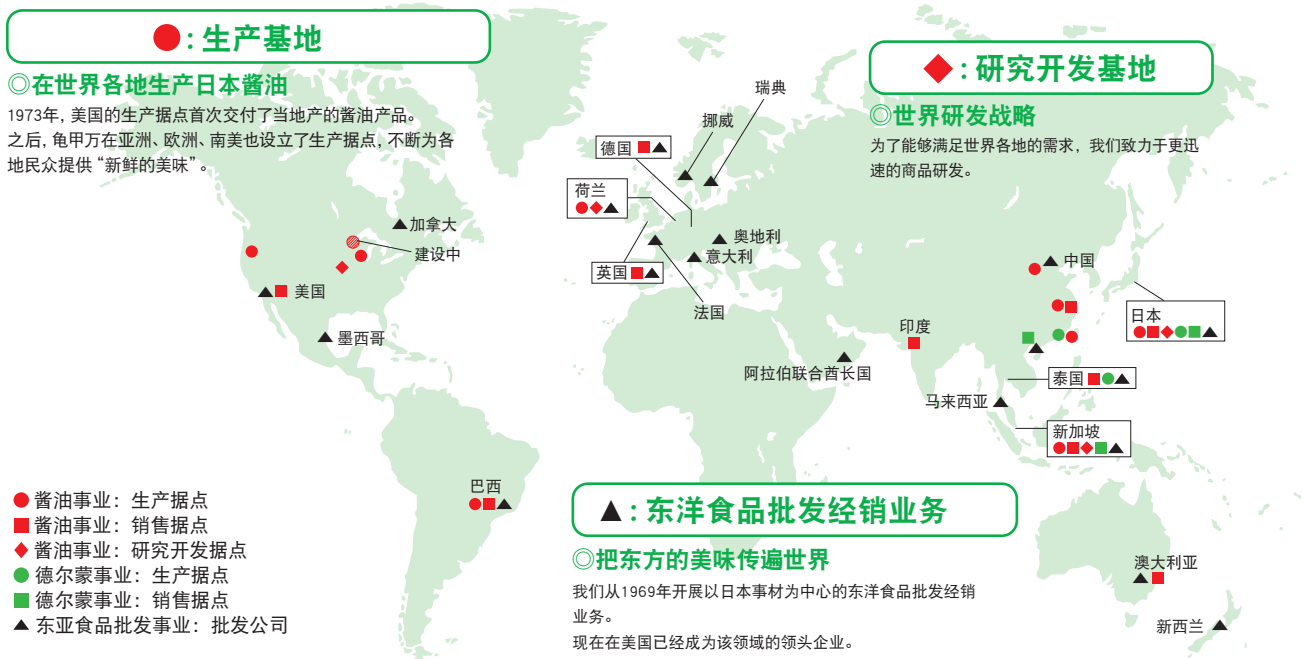 ●: 生产基地
◎在世界各地生产日本酱油
1973年, 美国的生产据点首次交付了当地产的酱油产品。
之后, 龟甲万在亚洲、欧洲、南美也设立了生产据点, 不断为各
地民众提供“新鲜的美味”。
◆: 研究开发基地
◎世界研发战略
为了能够满足世界各地的需求，我们致力于更迅
速的商品研发。
瑞典
挪威
德国
荷兰
英国
奥地利
意大利
法国
加拿大
建设中
美国
墨西哥
中国
日本
印度
阿拉伯联合酋长国
泰国
马来西亚
新加坡
巴西
澳大利亚
新西兰
酱油事业：生产据点
酱油事业：销售据点
酱油事业：研究开发据点
德尔蒙事业：生产据点
德尔蒙事业：销售据点
东亚食品批发事业：批发公司
▲: 东洋食品批发经销业务
◎把东方的美味传遍世界
我们从1969年开展以日本事材为中心的东洋食品批发经销
业务。
现在在美国已经成为该领域的领头企业。